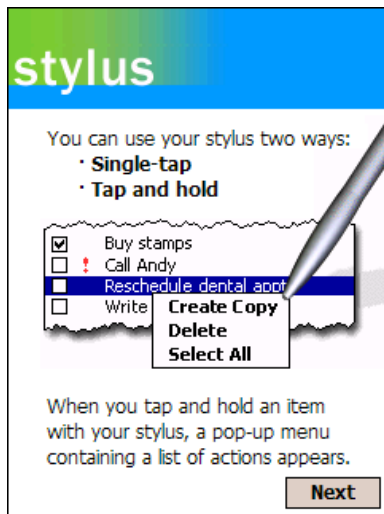 stylus
You can use your stylus two ways:
· Single-tap
· Tap and hold
Buy stamps
! Call Andy
Reschedule dental appt
Write
Create Copy
Delete
Select All
When you tap and hold an item
with your stylus, a pop-up menu
containing a list of actions appears.
Next